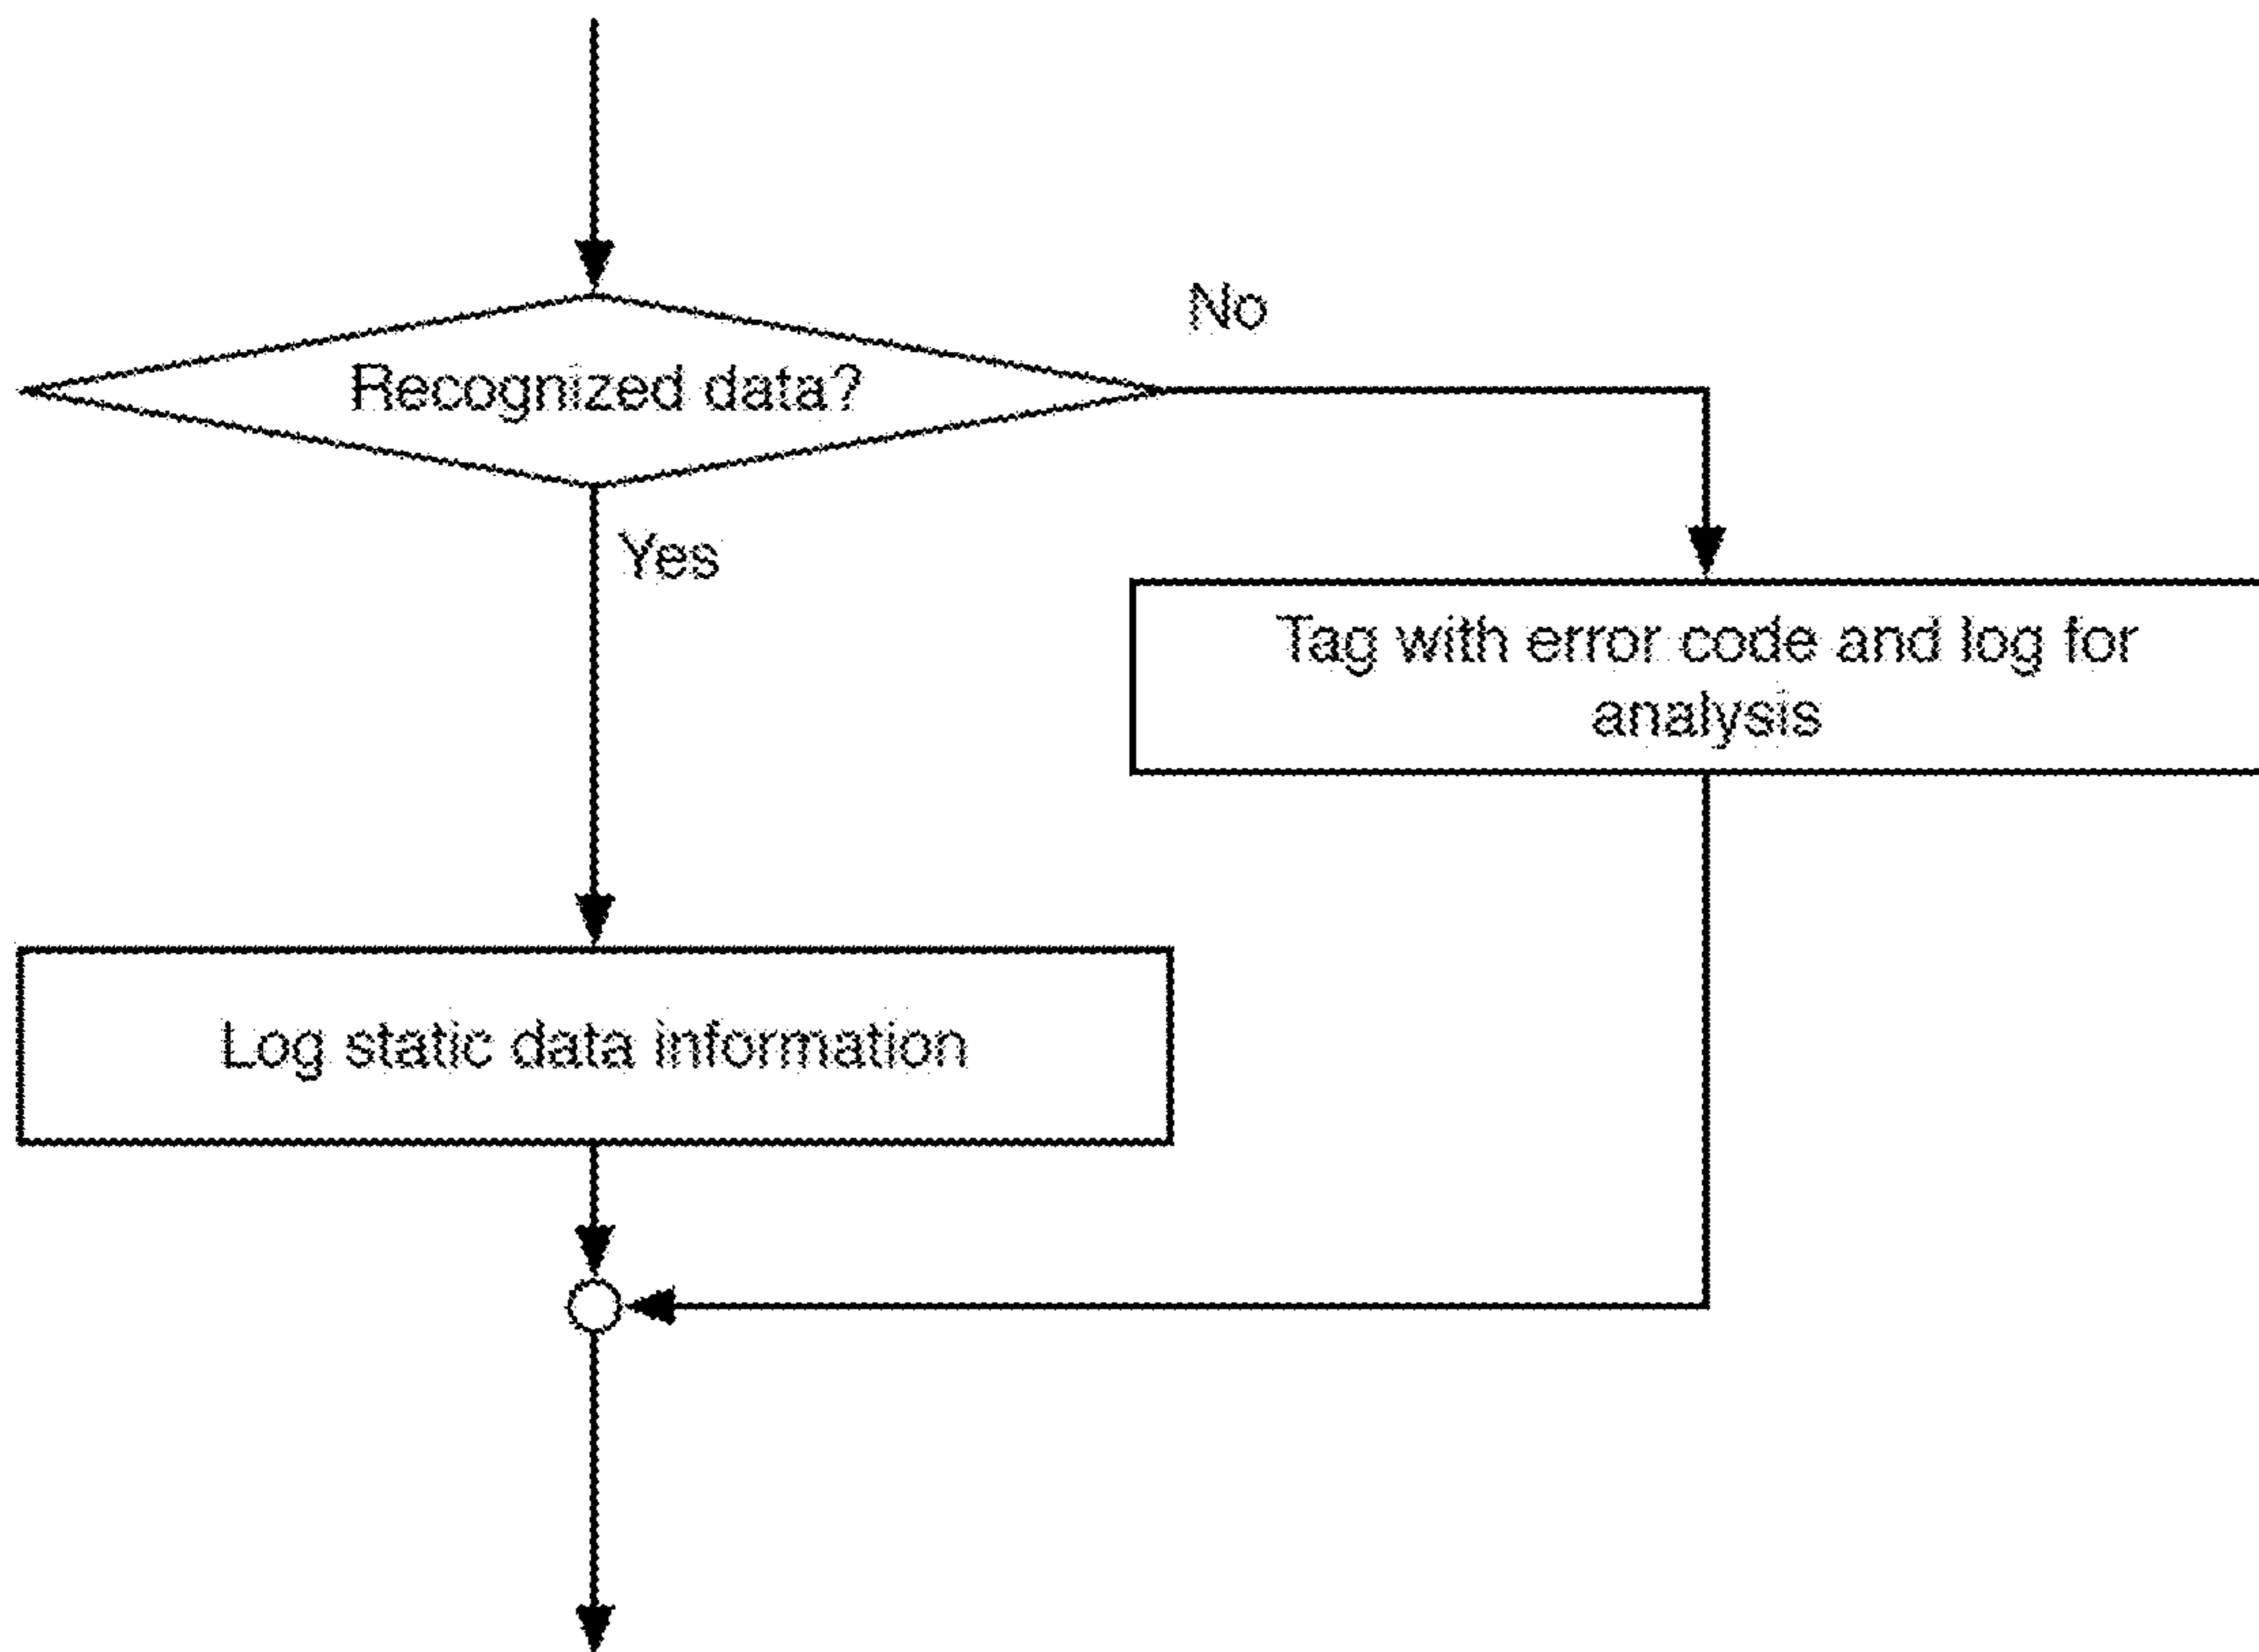 No
Recognized data?
Yes
Tag with error code and log for
analysis
Log static data information